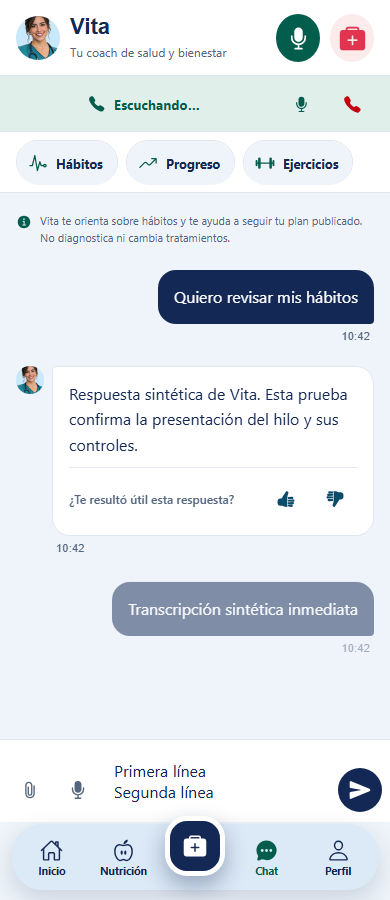 Vita
Tu coach de salud y bienestar
Escuchando...
Hábitos
Progreso
Ejercicios
Vita te orienta sobre hábitos y te ayuda a seguir tu plan publicado.
No diagnostica ni cambia tratamientos.
Quiero revisar mis hábitos
10:42
Respuesta sintética de Vita. Esta prueba
confirma la presentación del hilo y sus
controles.
¿Te resultó útil esta respuesta?
10:42
Transcripción sintética inmediata
10:42
Primera línea
Segunda línea
Inicio
Nutrición
Chat
Perfil